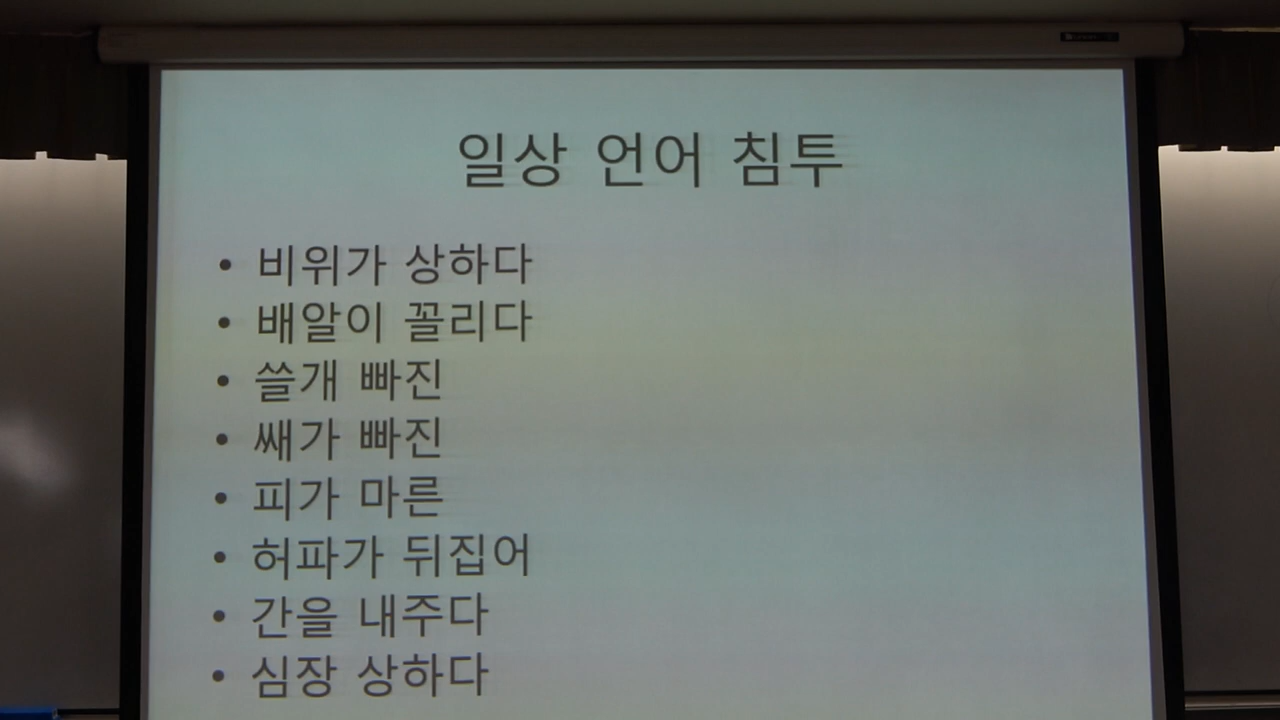 일상 언어 침투
• 비위가 상하다
• 배알이 꼴리다
• 쓸개 빠진
• 쌔가 빠진
• 피가 마른
• 허파가 뒤집어
• 간을 내주다
• 심장 상하다